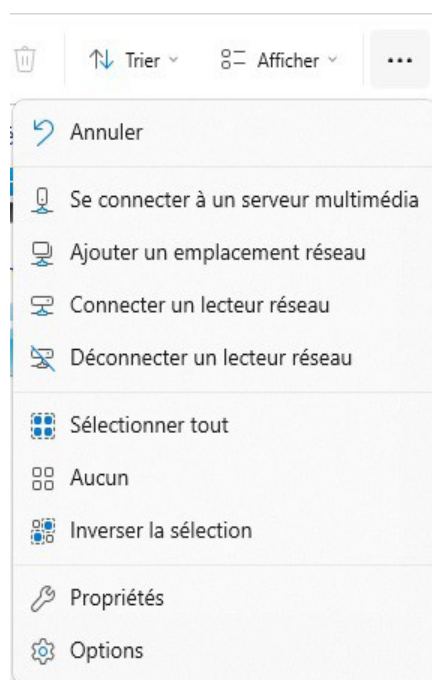 Trier
Afficher
Annuler
Se connecter à un serveur multimédia
Ajouter un emplacement réseau
Connecter un lecteur réseau
Déconnecter un lecteur réseau
Sélectionner tout
Aucun
Inverser la sélection
Propriétés
Options